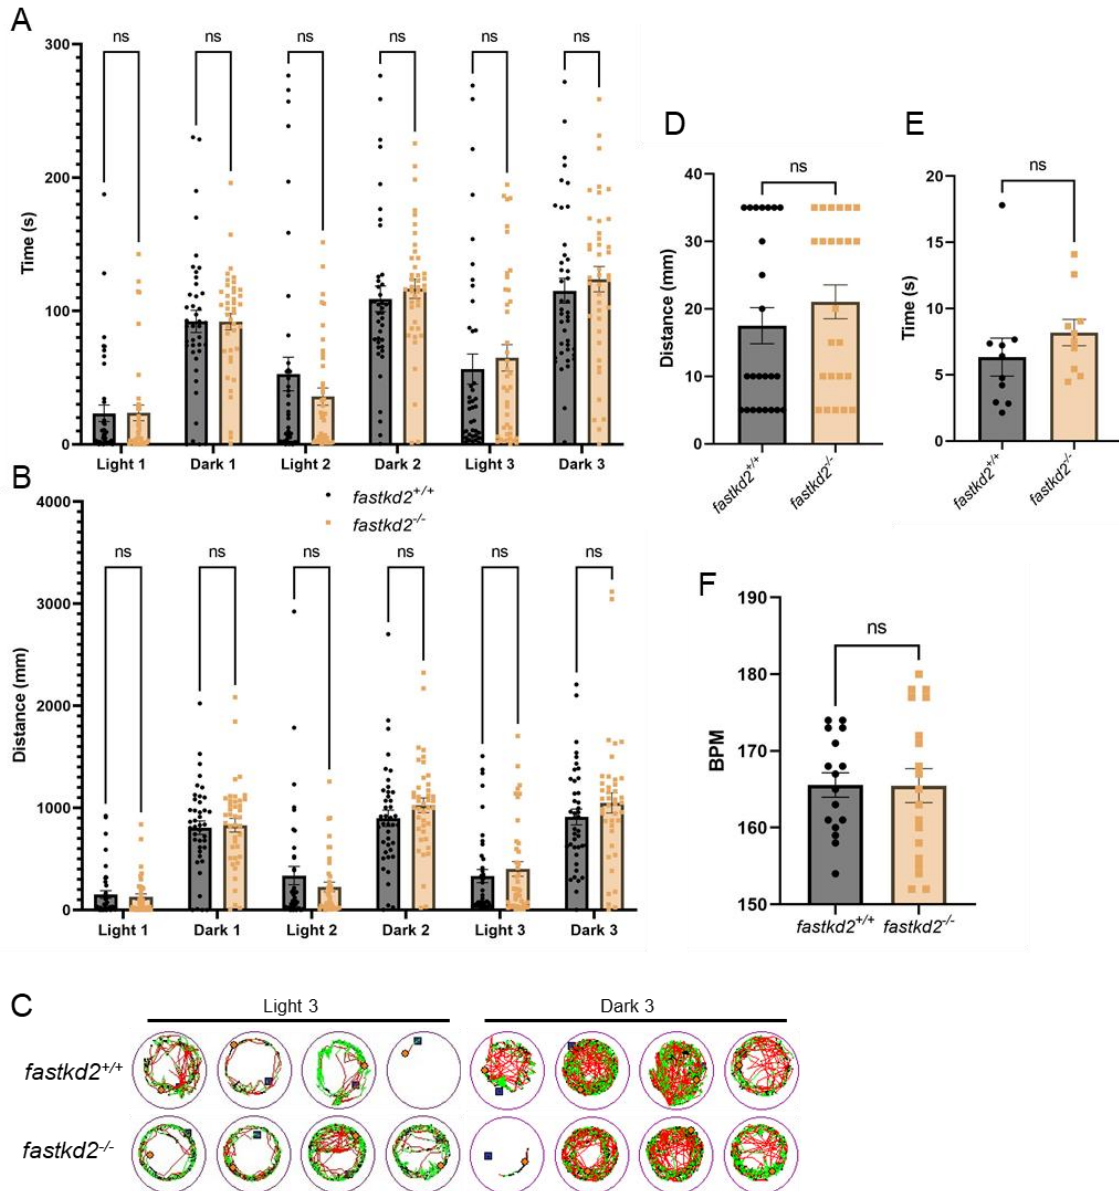 A
ns ns ns ns ns ns
300
200
100
0
Time (s)
Light 1 Dark 1 Light 2 Dark 2 Light 3 Dark 3
B
fastkd2+/+
fastkd2-/-
ns ns ns ns ns ns
4000
3000
2000
1000
0
Distance (mm)
Light 1 Dark 1 Light 2 Dark 2 Light 3 Dark 3
C
Light 3 Dark 3
fastkd2+/+
fastkd2-/-
D
ns
40
30
20
10
0
Distance (mm)
fastkd2+/+ fastkd2-/-
E
ns
20
15
10
5
0
Time (s)
fastkd2+/+ fastkd2-/-
F
ns
190
180
170
160
150
BPM
fastkd2+/+ fastkd2-/-